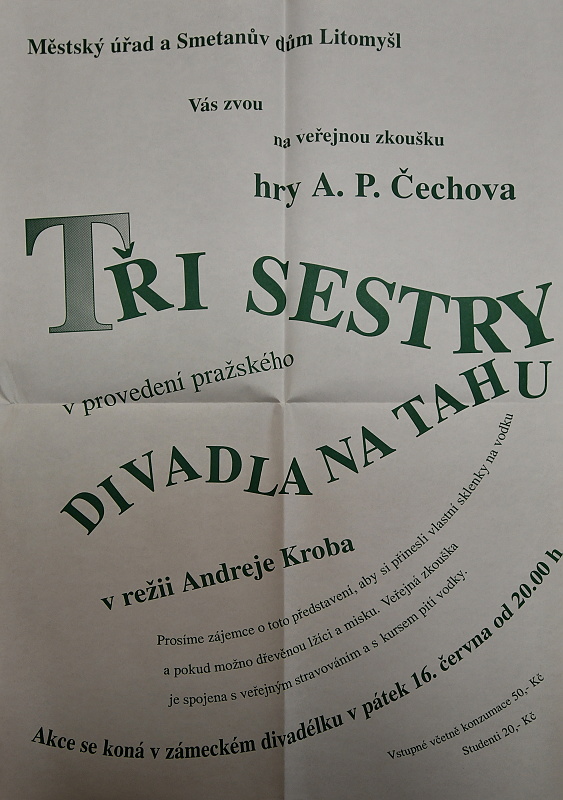 Městský úřad a Smetanův dům Litomyšl
Vás zvou
na veřejnou zkoušku
hry A. P. Čechova
TŘI SESTRY
v provedení pražského
DIVADLA NA TAHU
v režii Andreje Kroba
Prosíme zájemce o toto představení, aby si přinesli vlastní sklenky na vodku
a pokud možno dřevěnou lžíci a misku. Veřejná zkouška
je spojena s veřejným stravováním a s kursem pití vodky.
Akce se koná v zámeckém divadélku v pátek 16. června od 20.00 h
Vstupné včetně konzumace 50,- Kč
Studenti 20,- Kč